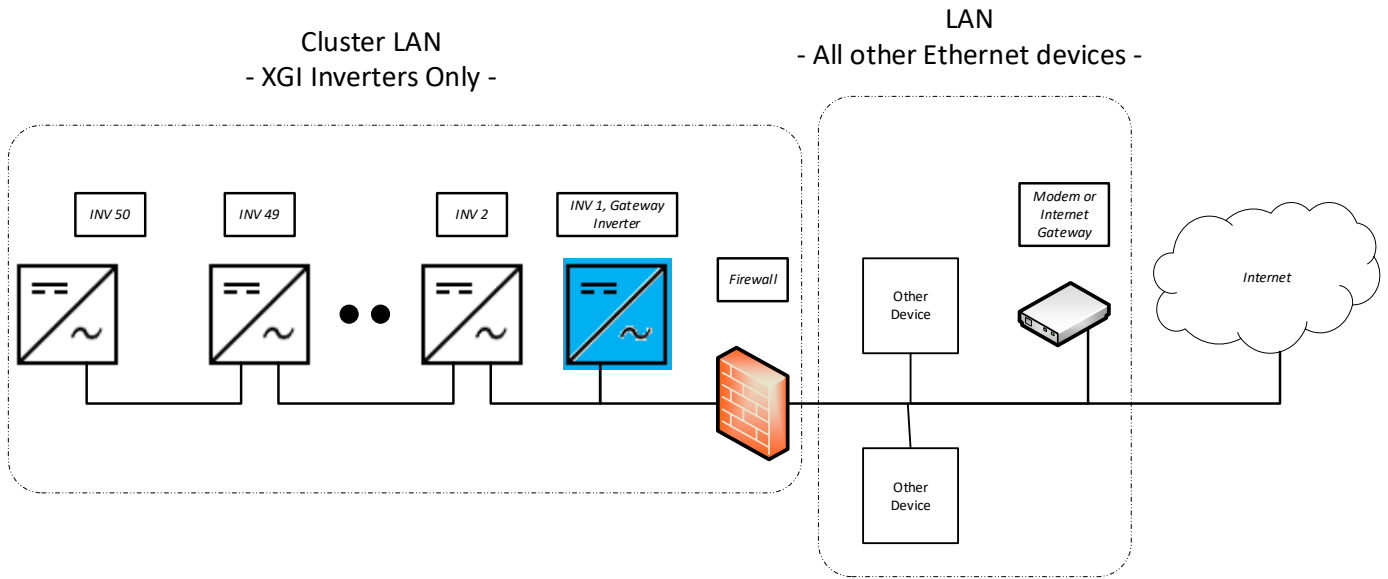 Cluster LAN
- XGI Inverters Only -
LAN
- All other Ethernet devices -
INV 50
INV 49
INV 2
INV 1, Gateway
Inverter
Firewall
Other
Device
Modem or
Internet
Gateway
Internet
Other
Device